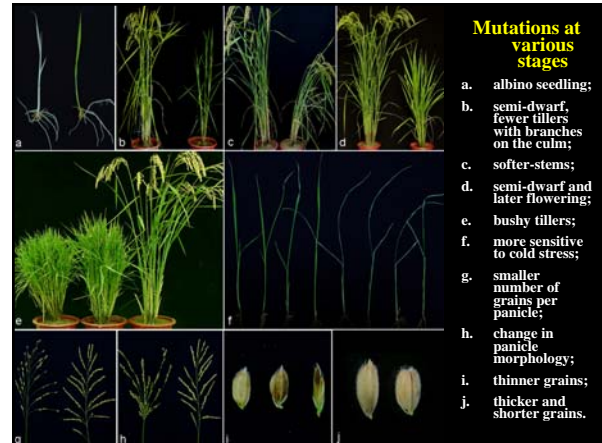 Mutations at
various
stages
a. albino seedling;
b. semi-dwarf,
fewer tillers
with branches
on the culm;
c. softer-stems;
d. semi-dwarf and
later flowering;
e. bushy tillers;
f. more sensitive
to cold stress;
g. smaller
number of
grains per
panicle;
h. change in
panicle
morphology;
i. thinner grains;
j. thicker and
shorter grains.
a
b
c
d
e
f
g
h
i
j